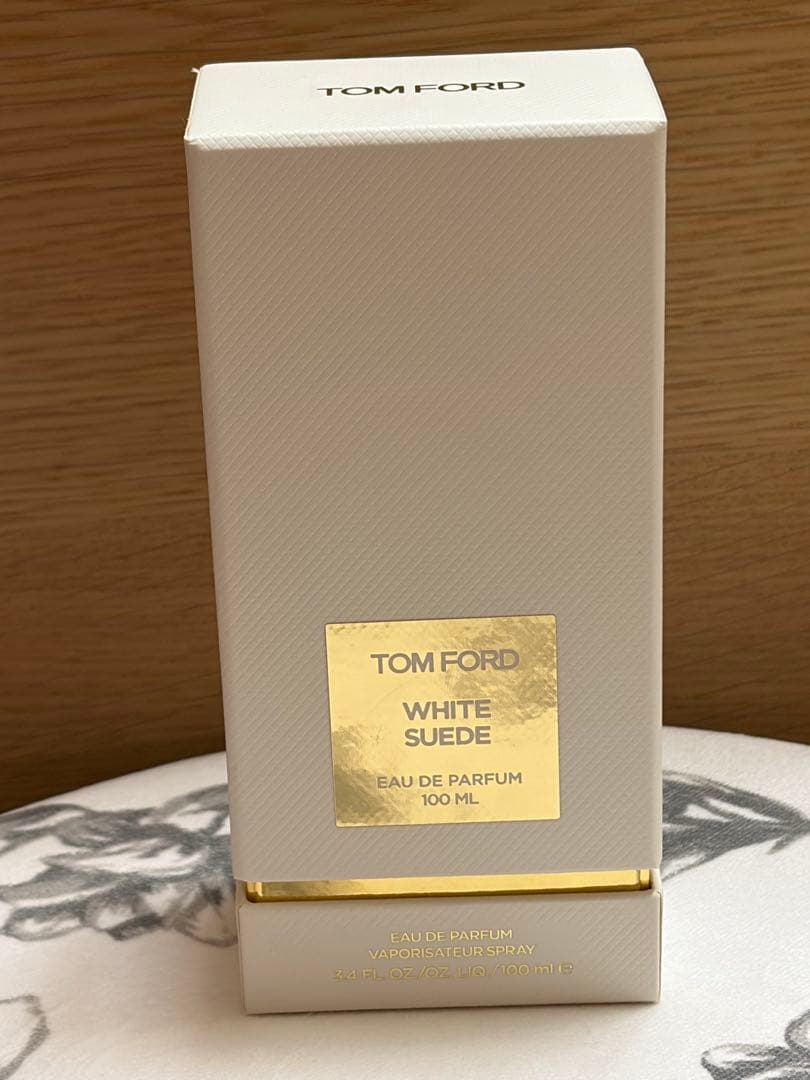 TOM FORD
TOM FORD
WHITE
SUEDE
EAU DE PARFUM
100 ML
EAU DE PARFUM
VAPORISATEUR SPRAY
3.4 FL. OZ./OZ. LIQ./100 ml ℮